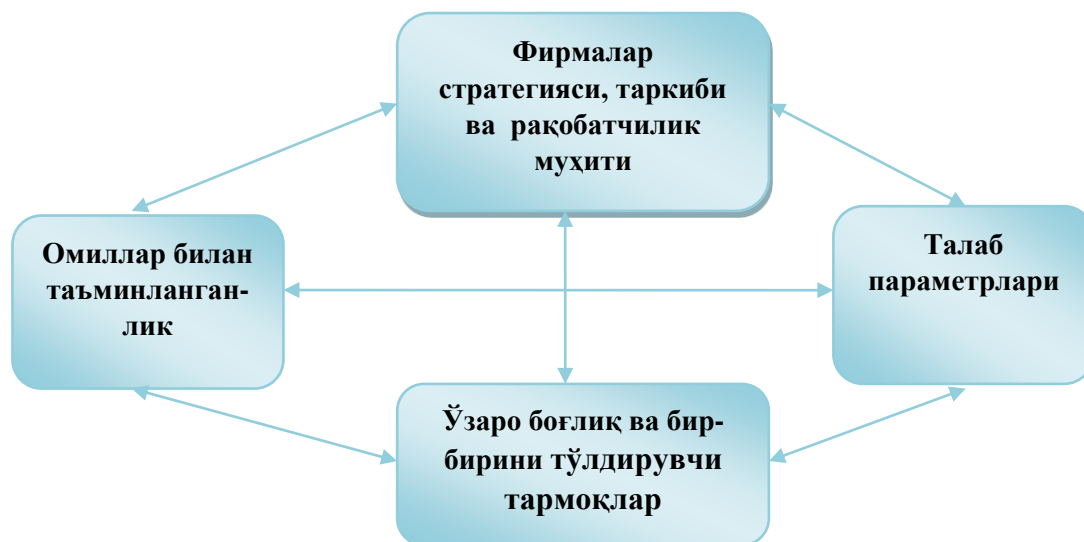 Фирмалар
стратегияси, таркиби
ва рақобатчилик
муҳити
Омиллар билан
таъминланган-
лик
Талаб
параметрлари
Ўзаро боғлиқ ва бир-
бирини тўлдирувчи
тармоқлар